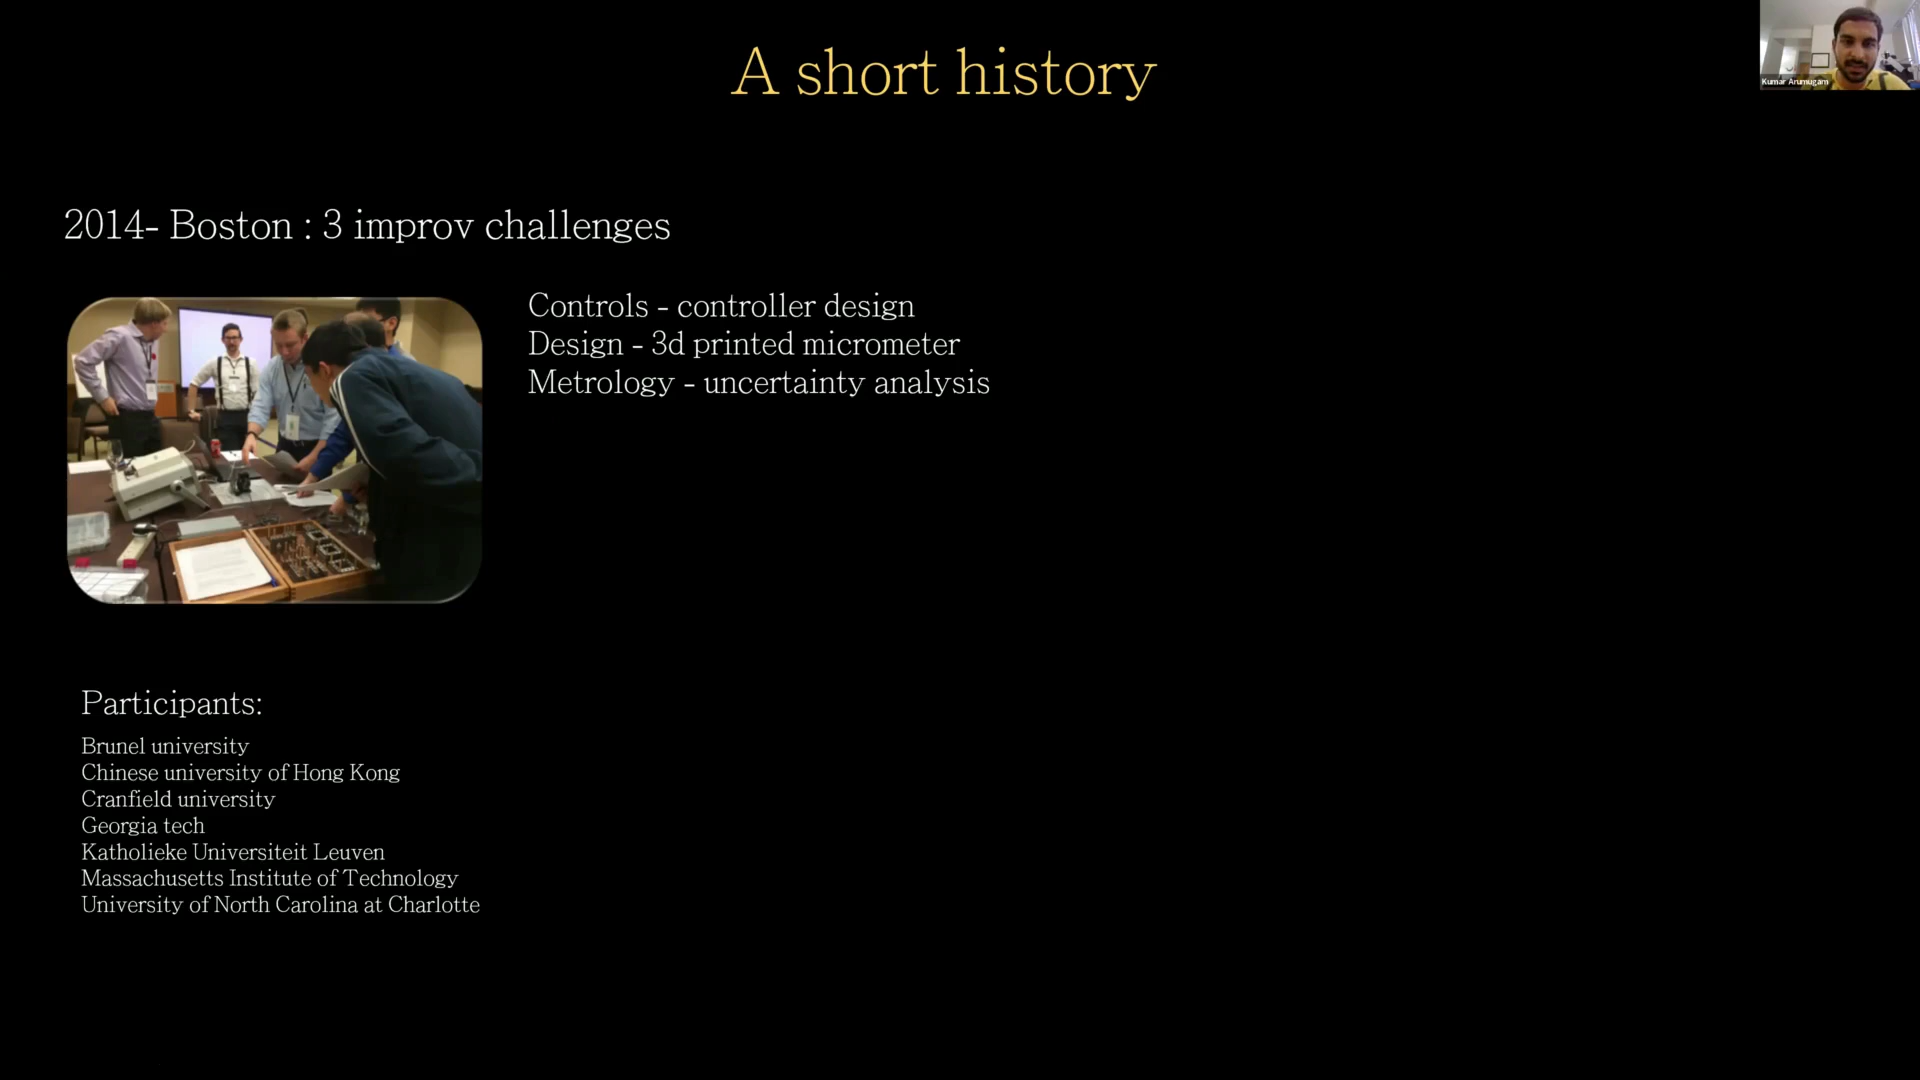 A short history
Kumar Arumugam
2014- Boston : 3 improv challenges
Controls - controller design
Design - 3d printed micrometer
Metrology - uncertainty analysis
Participants:
Brunel university
Chinese university of Hong Kong
Cranfield university
Georgia tech
Katholieke Universiteit Leuven
Massachusetts Institute of Technology
University of North Carolina at Charlotte